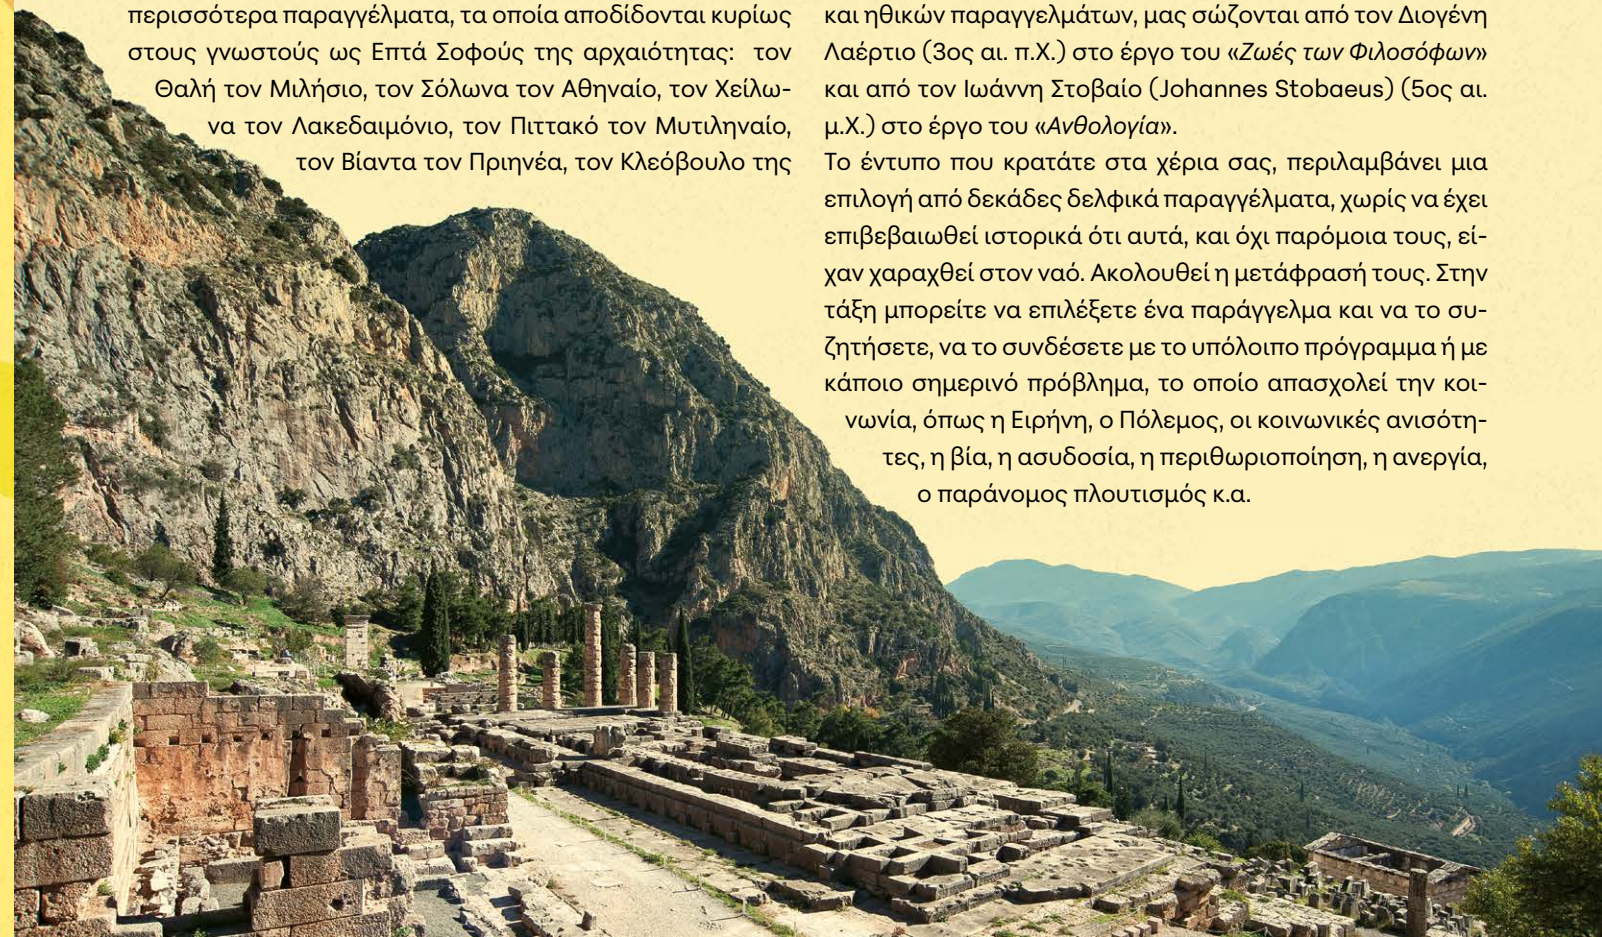 περισσότερα παραγγέλματα, τα οποία αποδίδονται κυρίως
στους γνωστούς ως Επτά Σοφούς της αρχαιότητας: τον
Θαλή τον Μιλήσιο, τον Σόλωνα τον Αθηναίο, τον Χείλω-
να τον Λακεδαιμόνιο, τον Πιττακό τον Μυτιληναίο,
τον Βίαντα τον Πριηνέα, τον Κλεόβουλο της
και ηθικών παραγγελμάτων, μας σώζονται από τον Διογένη
Λαέρτιο (3ος αι. π.Χ.) στο έργο του «Ζωές των Φιλοσόφων»
και από τον Ιωάννη Στοβαίο (Johannes Stobaeus) (5ος αι.
μ.Χ.) στο έργο του «Ανθολογία».
Το έντυπο που κρατάτε στα χέρια σας, περιλαμβάνει μια
επιλογή από δεκάδες δελφικά παραγγέλματα, χωρίς να έχει
επιβεβαιωθεί ιστορικά ότι αυτά, και όχι παρόμοια τους, εί-
χαν χαραχθεί στον ναό. Ακολουθεί η μετάφρασή τους. Στην
τάξη μπορείτε να επιλέξετε ένα παράγγελμα και να το συ-
ζητήσετε, να το συνδέσετε με το υπόλοιπο πρόγραμμα ή με
κάποιο σημερινό πρόβλημα, το οποίο απασχολεί την κοι-
νωνία, όπως η Ειρήνη, ο Πόλεμος, οι κοινωνικές ανισότη-
τες, η βία, η ασυδοσία, η περιθωριοποίηση, η ανεργία,
ο παράνομος πλουτισμός κ.α.